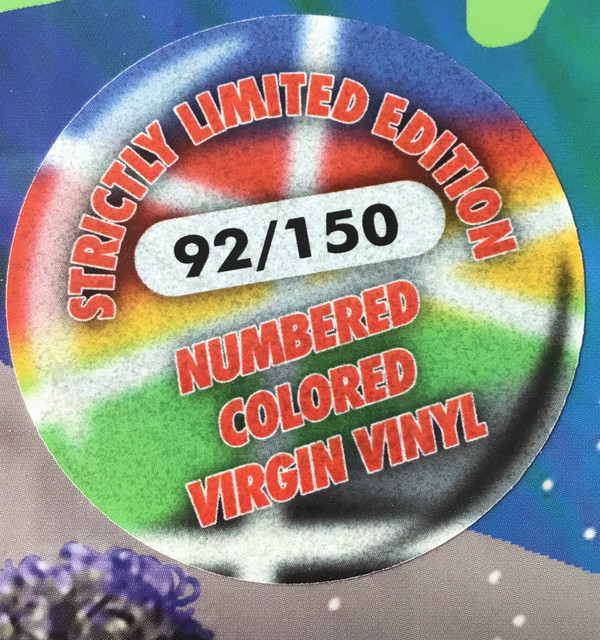 STRICTLY LIMITED EDITION
92/150
NUMBERED
COLORED
VIRGIN VINYL